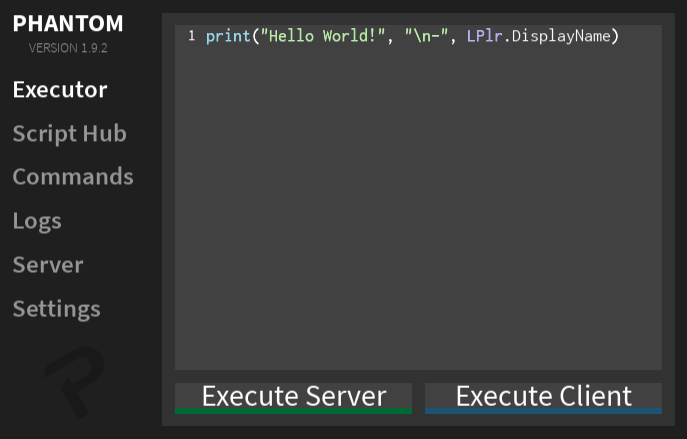 PHANTOM
VERSION 1.9.2
Executor
Script Hub
Commands
Logs
Server
Settings
1 print("Hello World!", "\n-", LPlr.DisplayName)
Execute Server
Execute Client